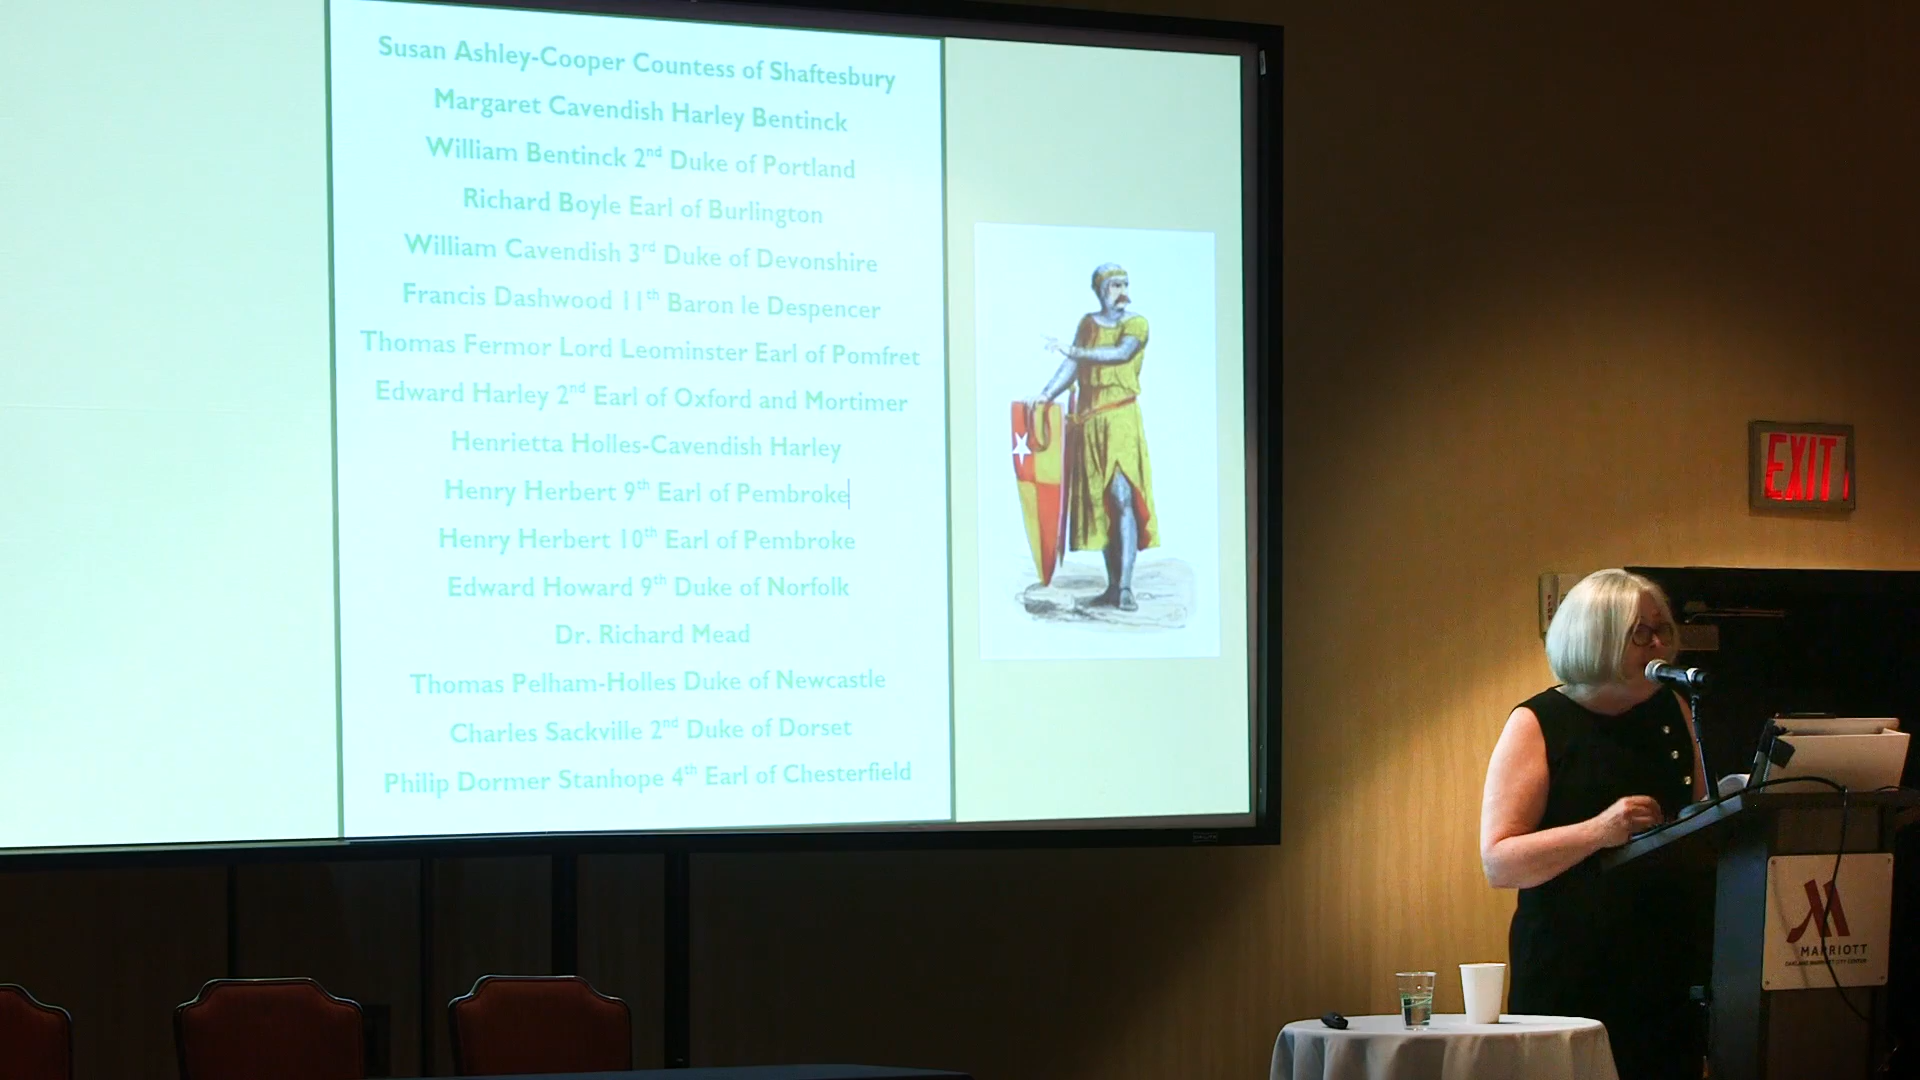 Susan Ashley-Cooper Countess of Shaftesbury
Margaret Cavendish Harley Bentinck
William Bentinck 2nd Duke of Portland
Richard Boyle Earl of Burlington
William Cavendish 3rd Duke of Devonshire
Francis Dashwood 11th Baron le Despencer
Thomas Fermor Lord Leominster Earl of Pomfret
Edward Harley 2nd Earl of Oxford and Mortimer
Henrietta Holles-Cavendish Harley
Henry Herbert 9th Earl of Pembroke
Henry Herbert 10th Earl of Pembroke
Edward Howard 9th Duke of Norfolk
Dr. Richard Mead
Thomas Pelham-Holles Duke of Newcastle
Charles Sackville 2nd Duke of Dorset
Philip Dormer Stanhope 4th Earl of Chesterfield
EXIT
MARRIOTT
OAKLAND MARRIOTT CITY CENTER